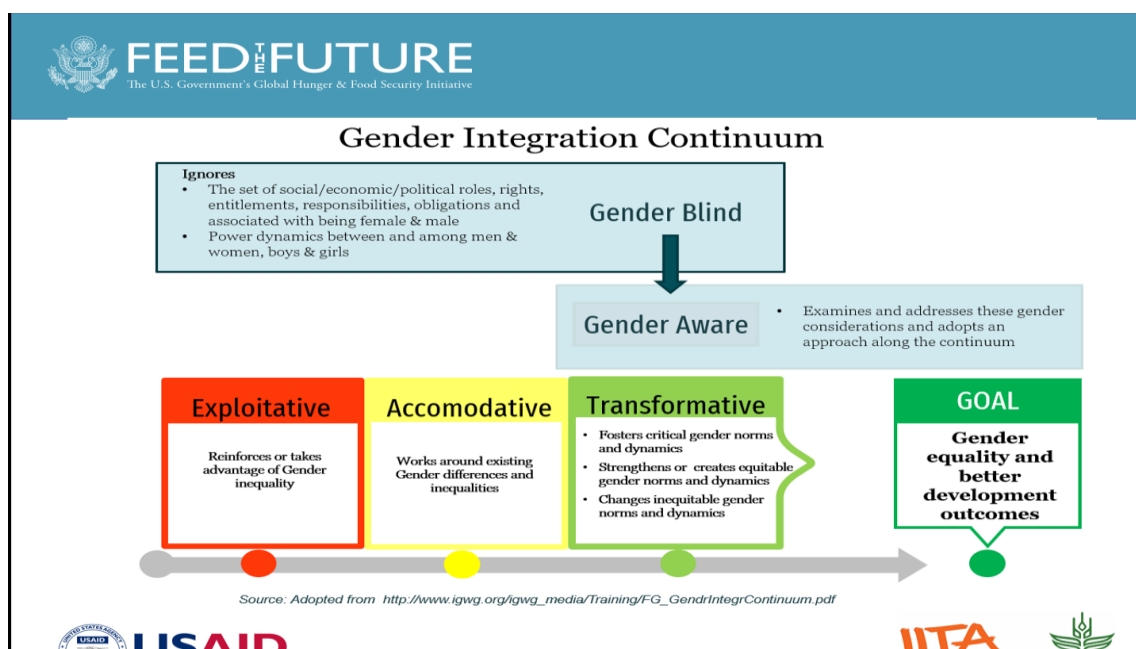 FEED THE FUTURE
The U.S. Government's Global Hunger & Food Security Initiative
Gender Integration Continuum
Ignores
• The set of social/economic/political roles, rights,
entitlements, responsibilities, obligations and
associated with being female & male
• Power dynamics between and among men &
women, boys & girls
Gender Blind
Gender Aware
• Examines and addresses these gender
considerations and adopts an
approach along the continuum
Exploitative
Reinforces or takes
advantage of Gender
inequality
Accomodative
Works around existing
Gender differences and
inequalities
Transformative
• Fosters critical gender norms
and dynamics
• Strengthens or creates equitable
gender norms and dynamics
• Changes inequitable gender
norms and dynamics
GOAL
Gender
equality and
better
development
outcomes
Source: Adopted from http://www.igwg.org/igwg_media/Training/FG_GendrIntegrContinuum.pdf
UNITED STATES AGENCY
USAID
USAID
IITA